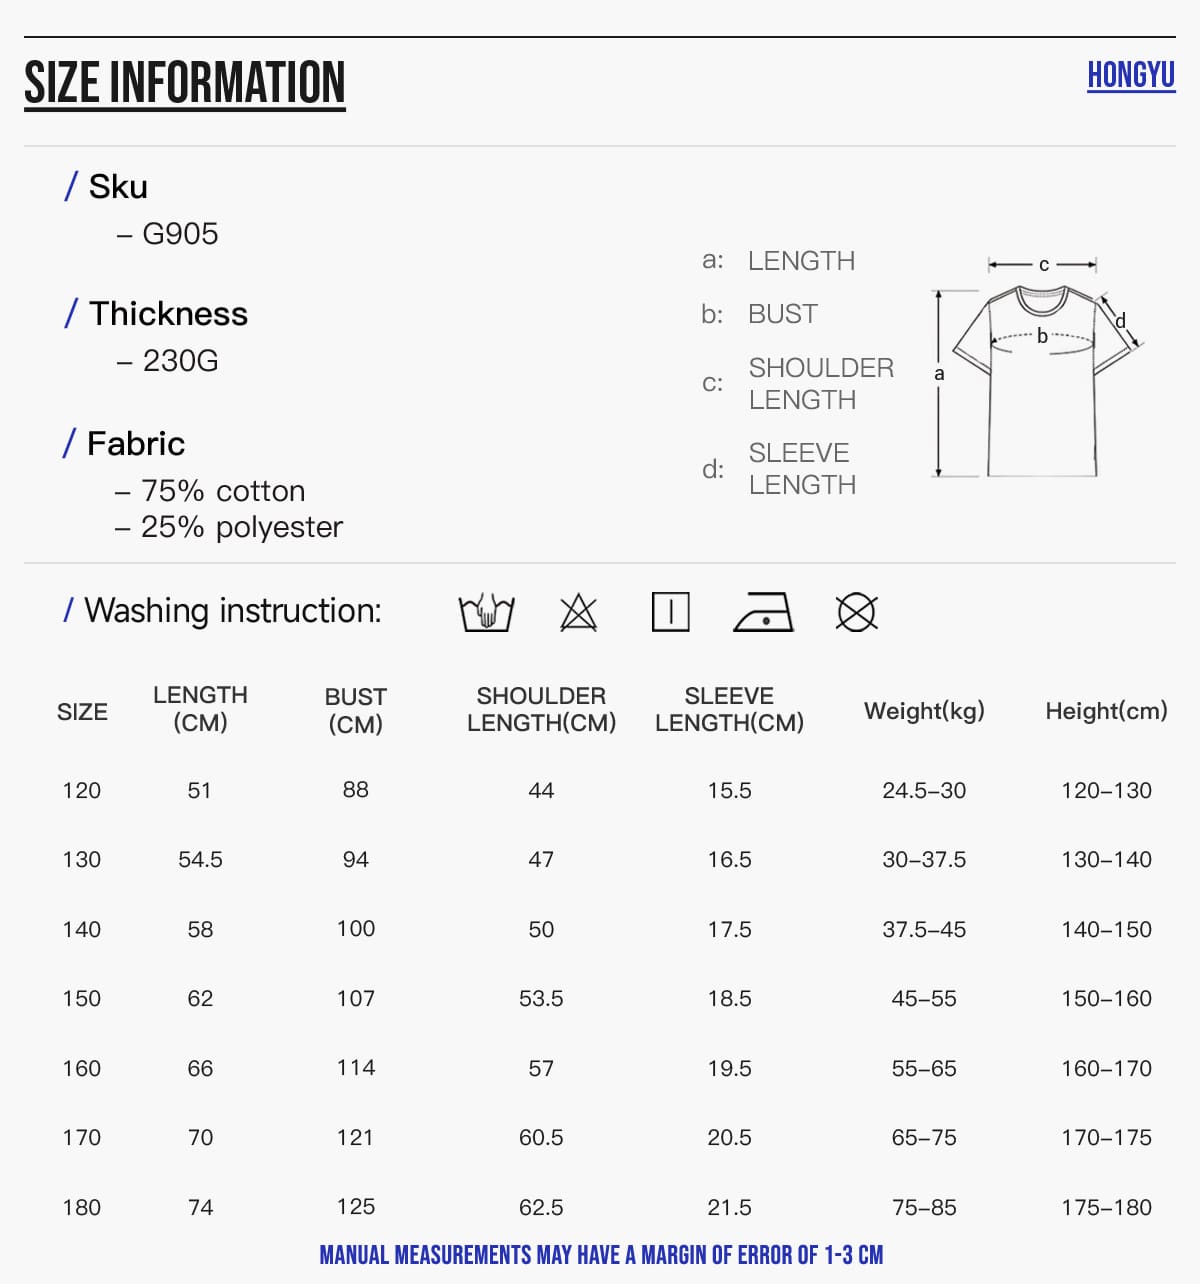 SIZE INFORMATION
HONGYU
/ Sku
– G905
/ Thickness
– 230G
/ Fabric
– 75% cotton
– 25% polyester
a: LENGTH
b: BUST
c: SHOULDER
LENGTH
d: SLEEVE
LENGTH
c
d
b
a
/ Washing instruction:
SIZE LENGTH (CM) BUST (CM) SHOULDER LENGTH(CM) SLEEVE LENGTH(CM) Weight(kg) Height(cm)
120 51 88 44 15.5 24.5–30 120–130
130 54.5 94 47 16.5 30–37.5 130–140
140 58 100 50 17.5 37.5–45 140–150
150 62 107 53.5 18.5 45–55 150–160
160 66 114 57 19.5 55–65 160–170
170 70 121 60.5 20.5 65–75 170–175
180 74 125 62.5 21.5 75–85 175–180
MANUAL MEASUREMENTS MAY HAVE A MARGIN OF ERROR OF 1-3 CM